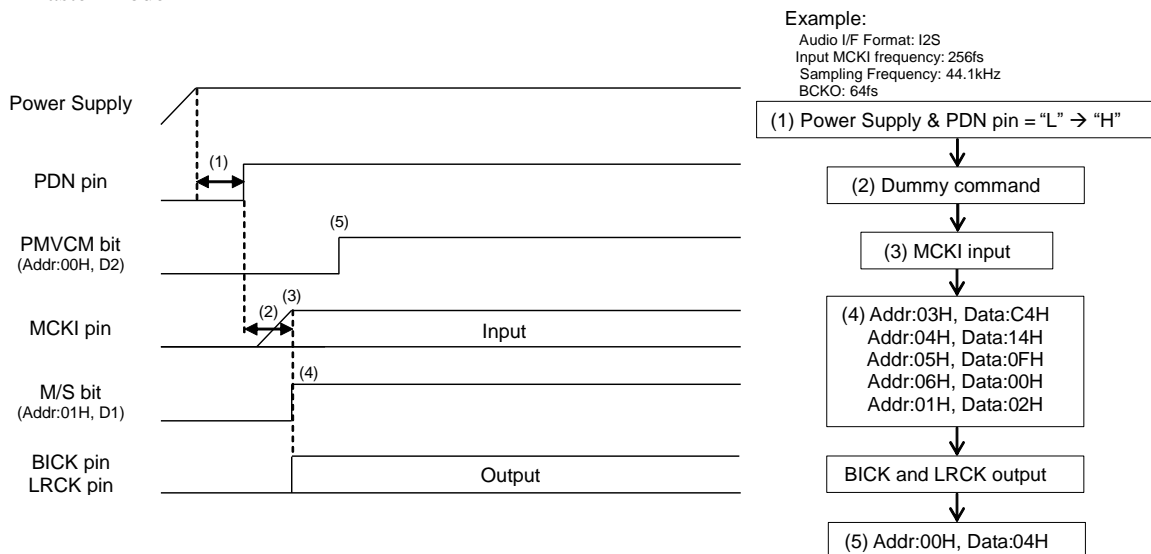 Example:
Audio I/F Format: I2S
Input MCKI frequency: 256fs
Sampling Frequency: 44.1kHz
BCKO: 64fs
Power Supply
(1) Power Supply & PDN pin = “L” → “H”
(1)
PDN pin
(2) Dummy command
(5)
PMVCM bit
(Addr:00H, D2)
(3) MCKI input
(3)
(2)
MCKI pin
Input
(4) Addr:03H, Data:C4H
Addr:04H, Data:14H
Addr:05H, Data:0FH
Addr:06H, Data:00H
Addr:01H, Data:02H
(4)
M/S bit
(Addr:01H, D1)
BICK pin
LRCK pin
Output
BICK and LRCK output
(5) Addr:00H, Data:04H